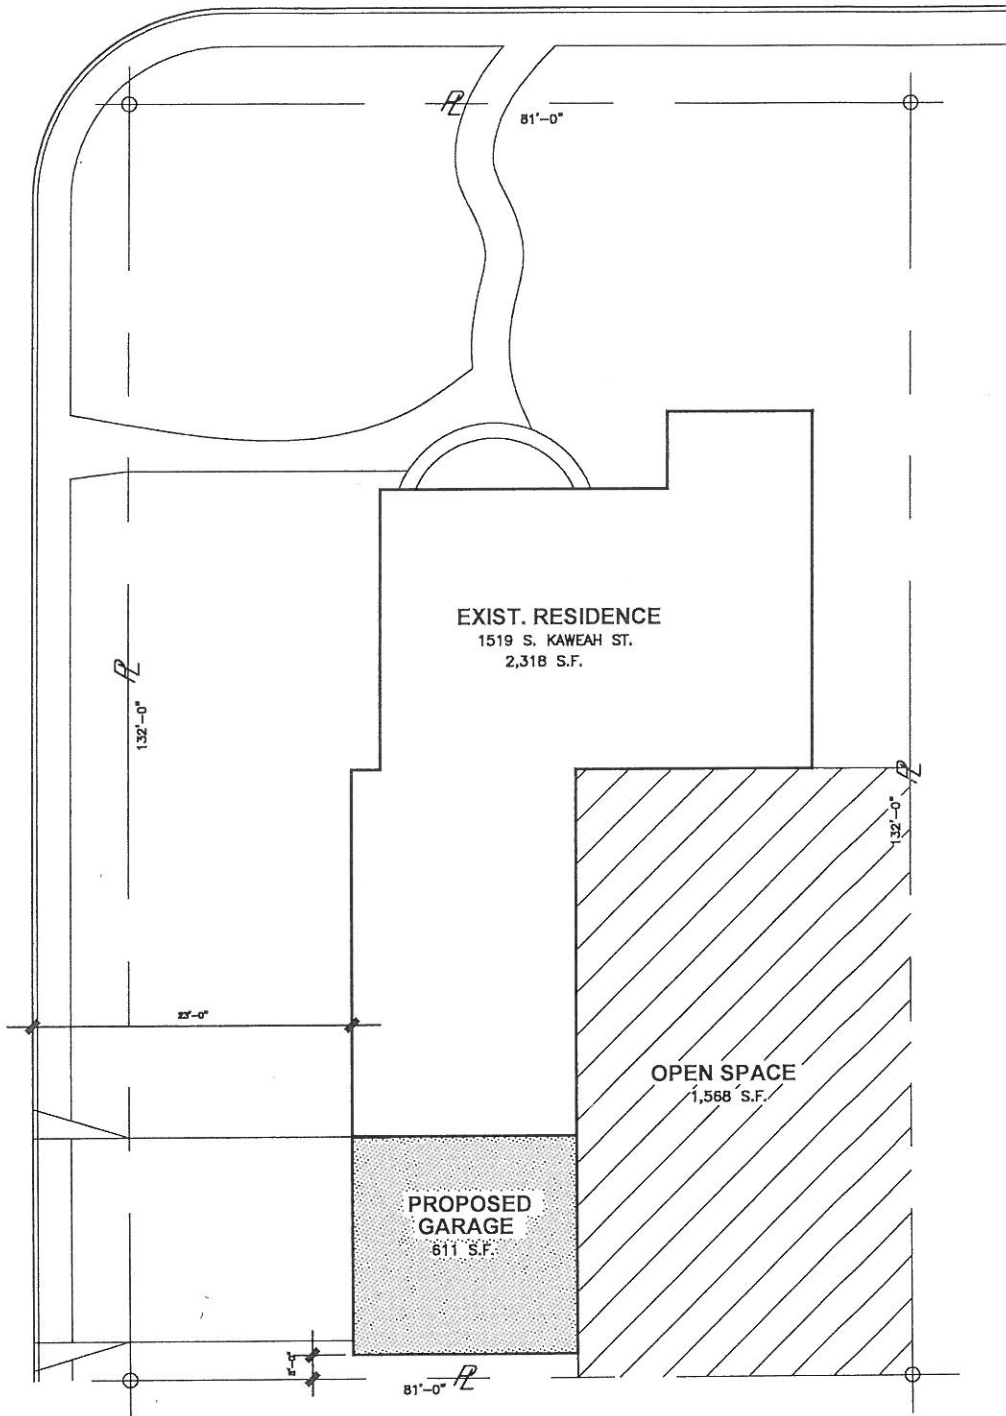 PL
81'-0"
EXIST. RESIDENCE
1519 S. KAWEAH ST.
2,318 S.F.
PL
132'-0"
PL
132'-0"
23'-0"
OPEN SPACE
1,568 S.F.
PROPOSED
GARAGE
611 S.F.
81'-0"
PL